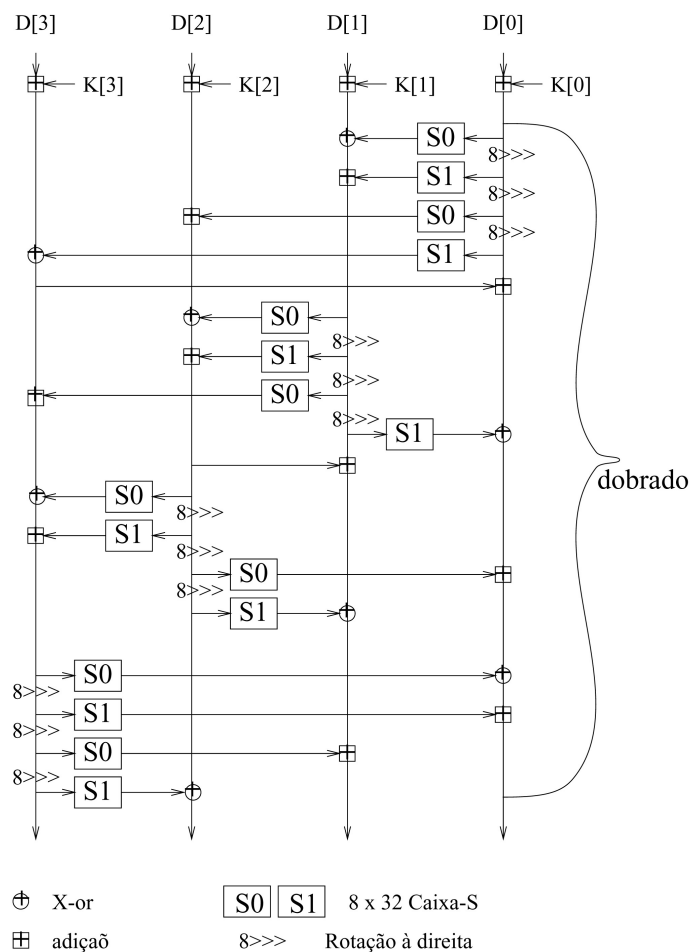 D[3] D[2] D[1] D[0]
K[3] K[2] K[1] K[0]
S0
8>>>
S1
8>>>
S0
8>>>
S1
S0
8>>>
S1
8>>>
S0
8>>>
S1
dobrado
S0
8>>>
S1
8>>>
S0
8>>>
S1
S0
8>>>
S1
8>>>
S0
8>>>
S1
X-or S0 S1 8 x 32 Caixa-S
adiçaõ 8>>> Rotação à direita